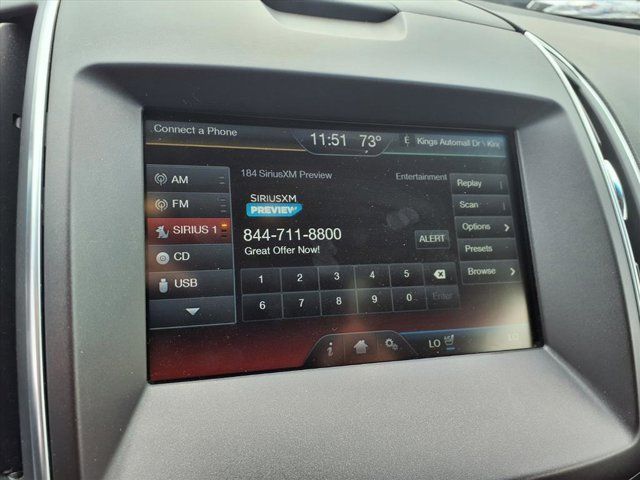 Connect a Phone
11:51 73°
E Kings Automall Dr \ Kin
184 SiriusXM Preview
Entertainment
AM
FM
SIRIUS 1
CD
USB
SIRIUSXM
PREVIEW
844-711-8800
Great Offer Now!
ALERT
1 2 3 4 5
6 7 8 9 0 Enter
Replay
Scan
Options
Presets
Browse
i
LO
LO